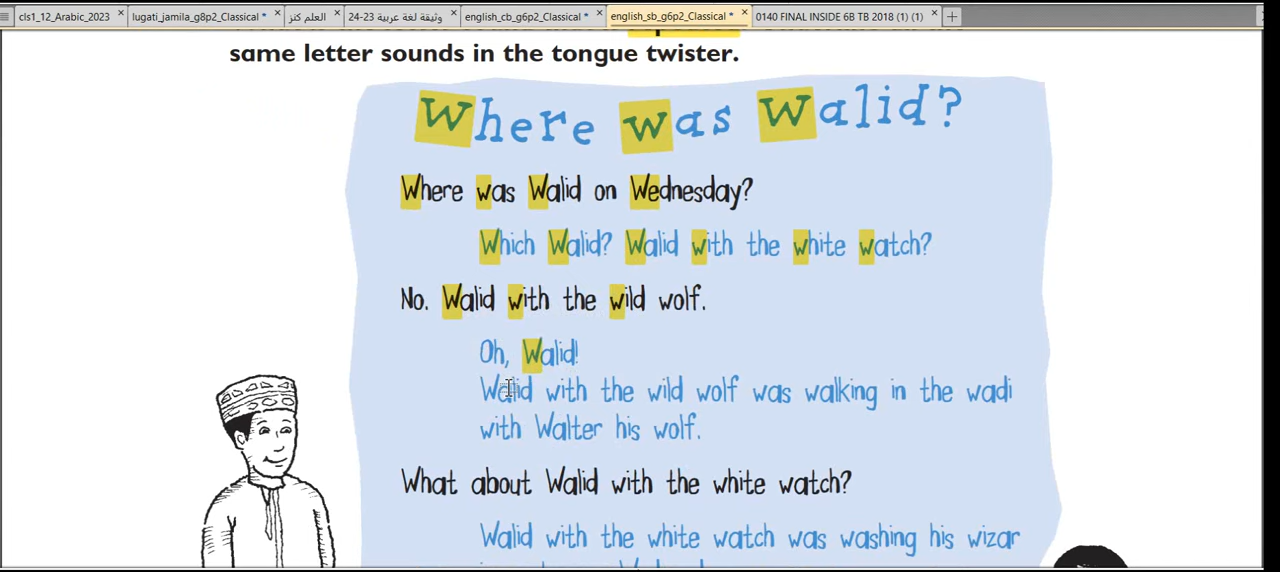 cls1_12_Arabic_2023 lugati_jamila_g8p2_Classical * العلم كنز وثيقة لغة عربية 24-23 english_cb_g6p2_Classical * english_sb_g6p2_Classical * 0140 FINAL INSIDE 6B TB 2018 (1) (1)
same letter sounds in the tongue twister.
Where was Walid?
Where was Walid on Wednesday?
Which Walid? Walid with the white watch?
No. Walid with the wild wolf.
Oh, Walid!
Walid with the wild wolf was walking in the wadi
with Walter his wolf.
What about Walid with the white watch?
Walid with the white watch was washing his wizar